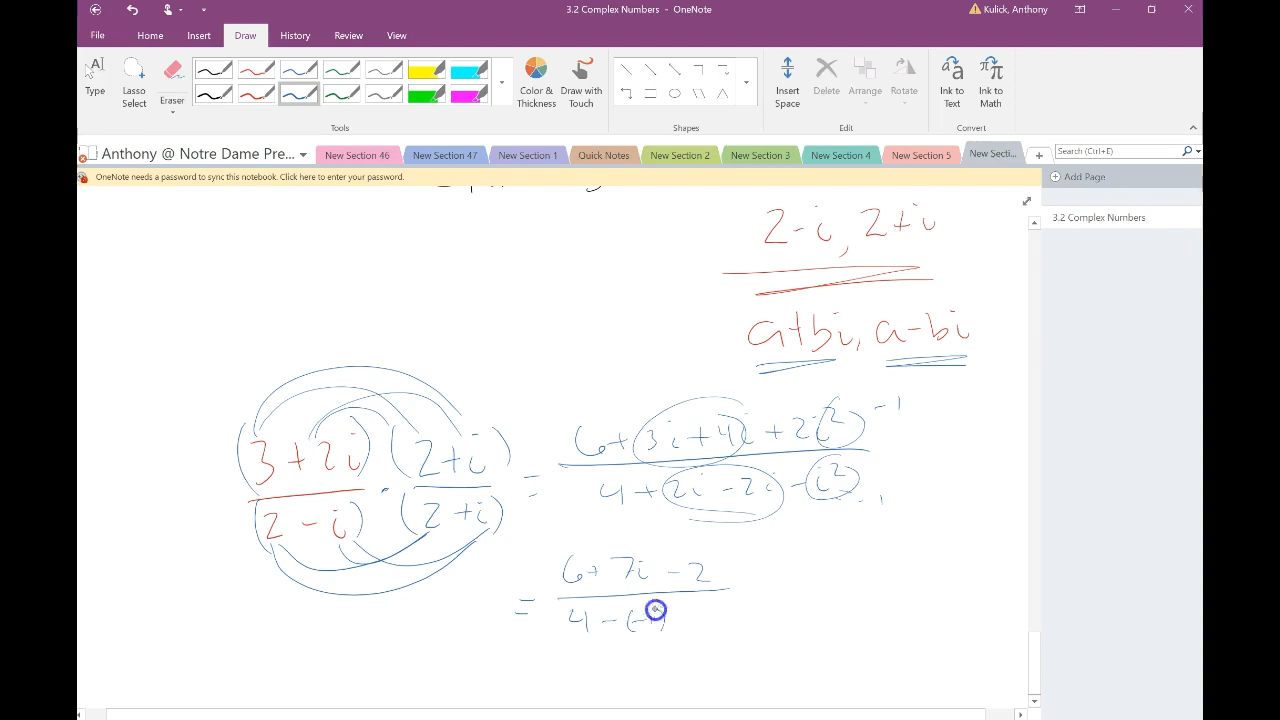 3.2 Complex Numbers - OneNote
Kulick, Anthony
File Home Insert Draw History Review View
Type
Lasso Select
Eraser
Color & Thickness
Draw with Touch
Insert Space
Delete
Arrange
Rotate
Ink to Text
Ink to Math
Tools
Shapes
Edit
Convert
Anthony @ Notre Dame Pre...
New Section 46 New Section 47 New Section 1 Quick Notes New Section 2 New Section 3 New Section 4 New Section 5 New Secti...
Search (Ctrl+E)
OneNote needs a password to sync this notebook. Click here to enter your password.
Add Page
3.2 Complex Numbers
2-i, 2+i
a+bi, a-bi
(3 + 2i) (2+i) = 6 + 3i + 4i + 2i² -1
(2 - i) · (2+i) 4 + 2i - 2i - i² -1
= 6 + 7i - 2
4 - (-1)